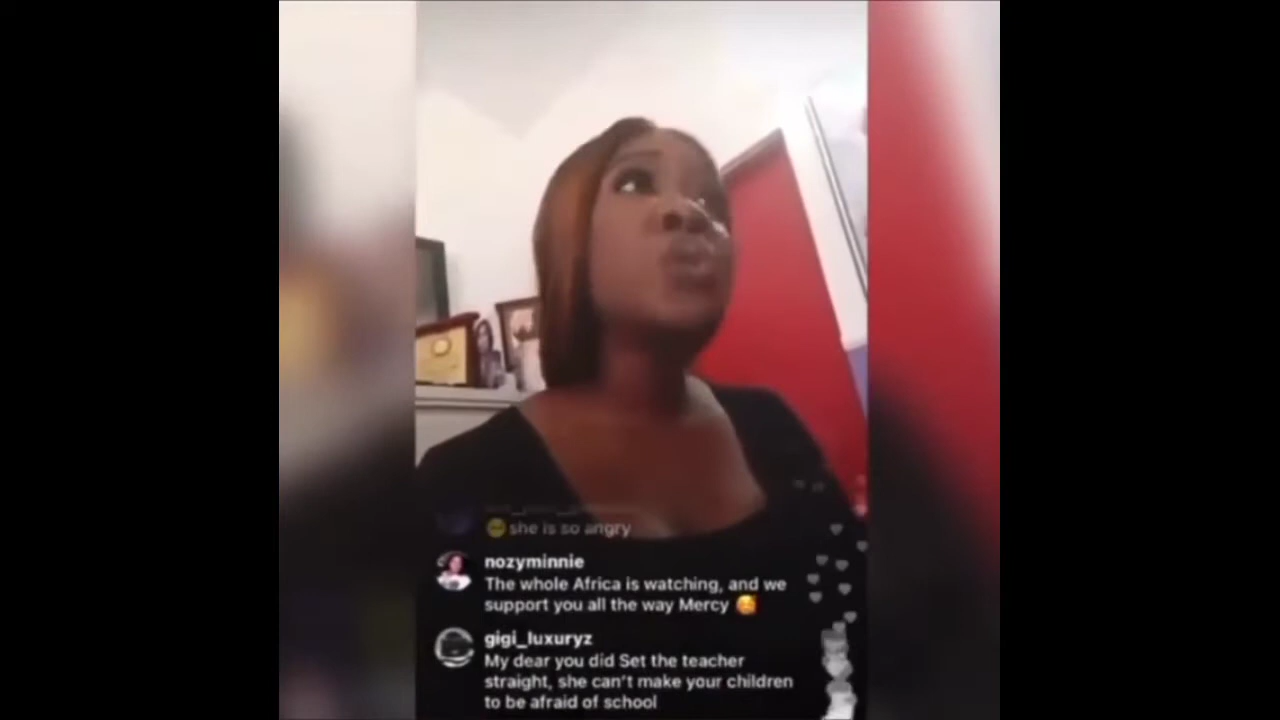 😳she is so angry
nozyminnie
The whole Africa is watching, and we
support you all the way Mercy 🥰
gigi_luxuryz
My dear you did Set the teacher
straight, she can't make your children
to be afraid of school